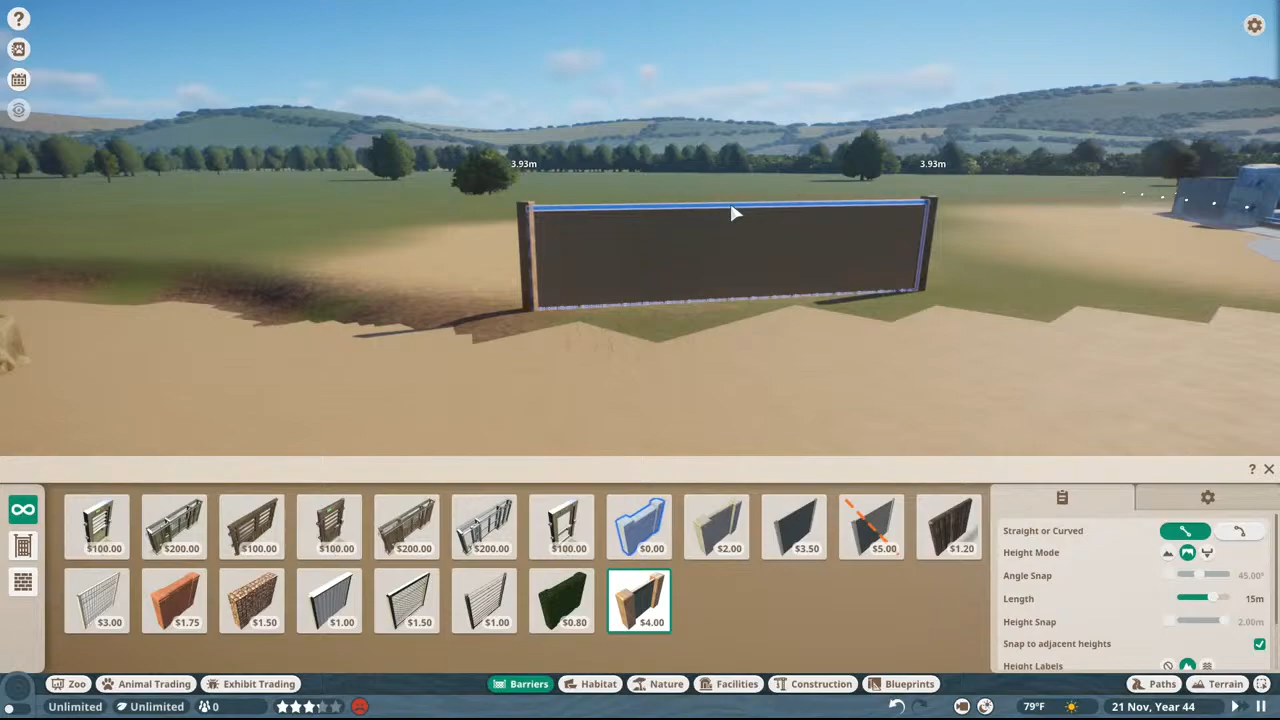 ?
3.93m 3.93m
?
$100.00 $200.00 $100.00 $100.00 $200.00 $200.00 $100.00 $0.00 $2.00 $3.50 $5.00 $1.20
$3.00 $1.75 $1.50 $1.00 $1.50 $1.00 $0.80 $4.00
Straight or Curved
Height Mode
Angle Snap 45.00°
Length 15m
Height Snap 2.00m
Snap to adjacent heights
Height Labels
Zoo Animal Trading Exhibit Trading Barriers Habitat Nature Facilities Construction Blueprints Paths Terrain
Unlimited Unlimited 0 79°F 21 Nov, Year 44